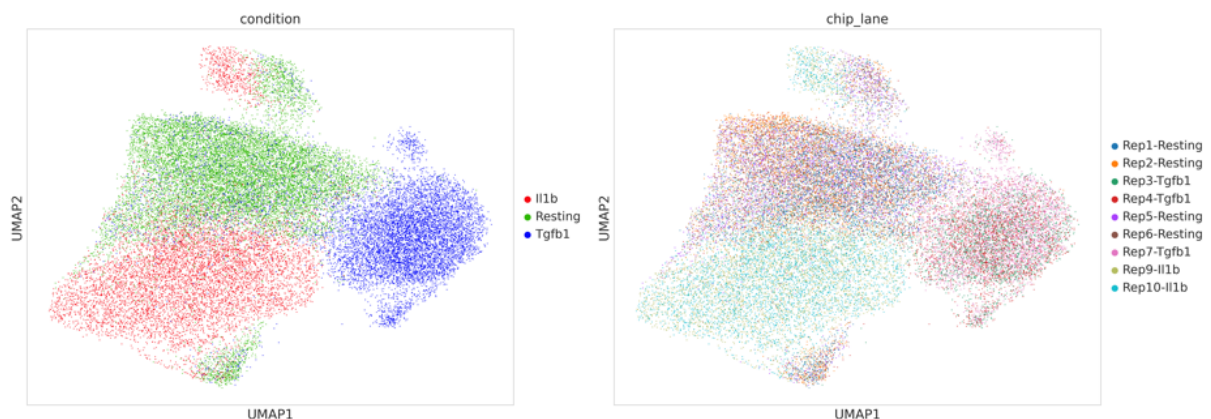 condition
UMAP2
Il1b
Resting
Tgfb1
UMAP1
chip_lane
UMAP2
Rep1-Resting
Rep2-Resting
Rep3-Tgfb1
Rep4-Tgfb1
Rep5-Resting
Rep6-Resting
Rep7-Tgfb1
Rep9-Il1b
Rep10-Il1b
UMAP1